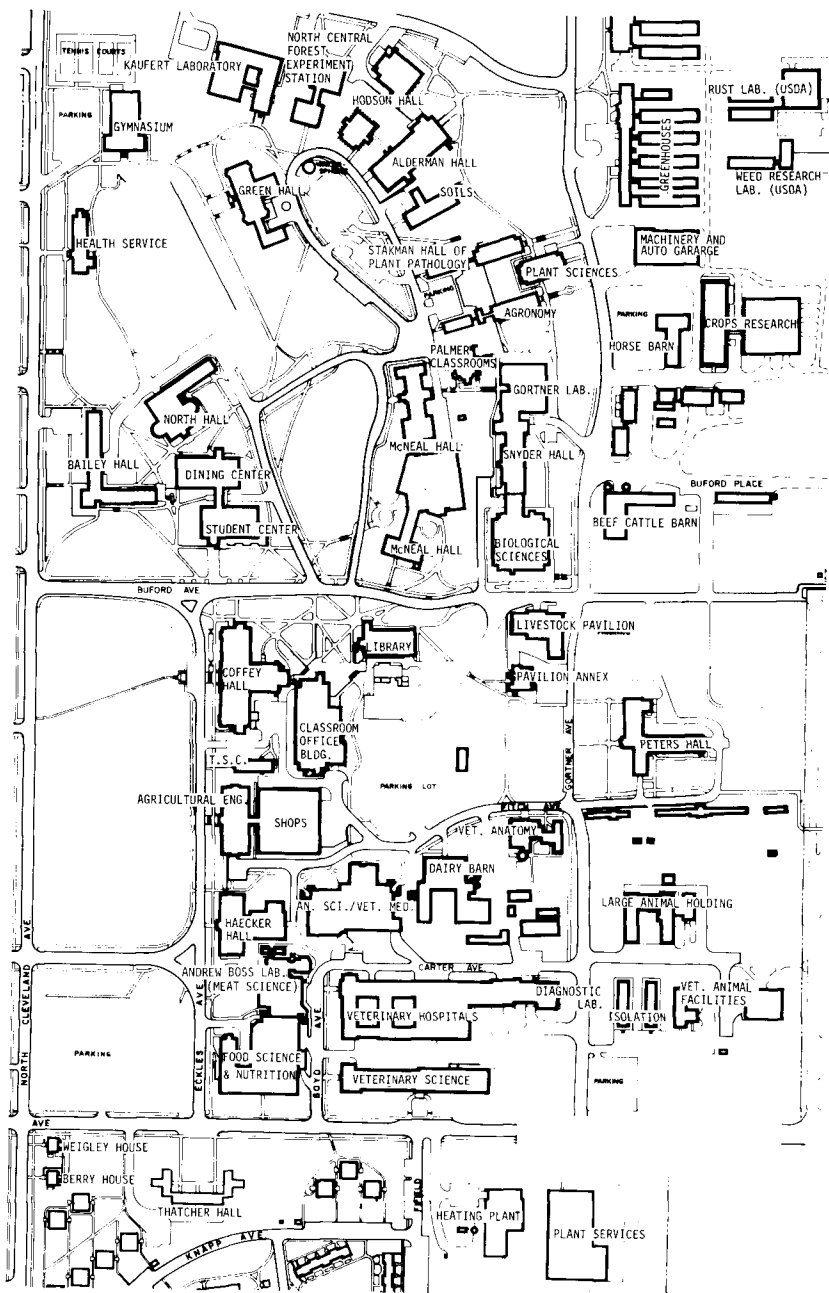 TENNIS COURTS
KAUFERT LABORATORY
NORTH CENTRAL
FOREST
EXPERIMENT
STATION
HODSON HALL
RUST LAB. (USDA)
PARKING
GYMNASIUM
ALDERMAN HALL
GREENHOUSES
GREEN HALL
SOILS
WEED RESEARCH
LAB. (USDA)
HEALTH SERVICE
STAKMAN HALL OF
PLANT PATHOLOGY
MACHINERY AND
AUTO GARARGE
PLANT SCIENCES
PARKING
AGRONOMY
PARKING
CROPS RESEARCH
HORSE BARN
PALMER
CLASSROOMS
GORTNER LAB.
NORTH HALL
McNEAL HALL
SNYDER HALL
BAILEY HALL
DINING CENTER
BUFORD PLACE
STUDENT CENTER
BEEF CATTLE BARN
McNEAL HALL
BIOLOGICAL
SCIENCES
BUFORD AVE
LIVESTOCK PAVILION
LIBRARY
COFFEY
HALL
PAVILION ANNEX
CLASSROOM
OFFICE
BLDG.
GORTNER AVE
PETERS HALL
T.S.C.
PARKING LOT
AGRICULTURAL ENG.
FITCH AVE
SHOPS
VET. ANATOMY
DAIRY BARN
AN. SCI./VET. MED.
LARGE ANIMAL HOLDING
HAECKER
HALL
NORTH CLEVELAND AVE
ANDREW BOSS LAB.
(MEAT SCIENCE)
CARTER AVE.
DIAGNOSTIC
LAB.
VET. ANIMAL
FACILITIES
ECKLES AVE
BOYD AVE
VETERINARY HOSPITALS
ISOLATION
PARKING
FOOD SCIENCE
& NUTRITION
VETERINARY SCIENCE
PARKING
AVE
WEIGLEY HOUSE
BERRY HOUSE
THATCHER HALL
FIELD
HEATING PLANT
PLANT SERVICES
KNAPP AVE